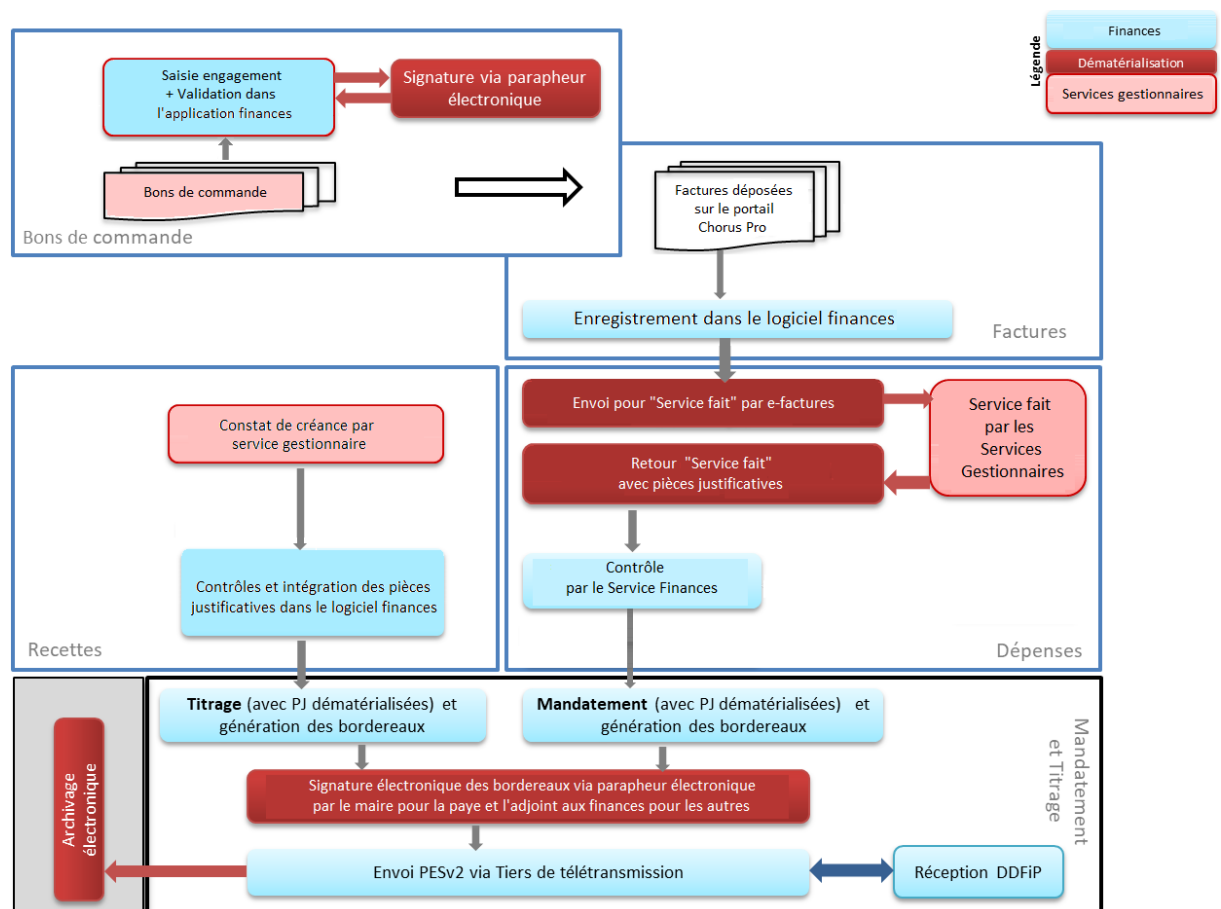 Légende
Finances
Dématérialisation
Services gestionnaires
Saisie engagement
+ Validation dans
l'application finances
Signature via parapheur
électronique
Bons de commande
Bons de commande
Factures déposées
sur le portail
Chorus Pro
Enregistrement dans le logiciel finances
Factures
Envoi pour "Service fait" par e-factures
Service fait
par les
Services
Gestionnaires
Retour "Service fait"
avec pièces justificatives
Contrôle
par le Service Finances
Dépenses
Constat de créance par
service gestionnaire
Contrôles et intégration des pièces
justificatives dans le logiciel finances
Recettes
Titrage (avec PJ dématérialisées) et
génération des bordereaux
Mandatement (avec PJ dématérialisées) et
génération des bordereaux
Mandatement
et Titrage
Signature électronique des bordereaux via parapheur électronique
par le maire pour la paye et l'adjoint aux finances pour les autres
Envoi PESv2 via Tiers de télétransmission
Réception DDFiP
Archivage
électronique